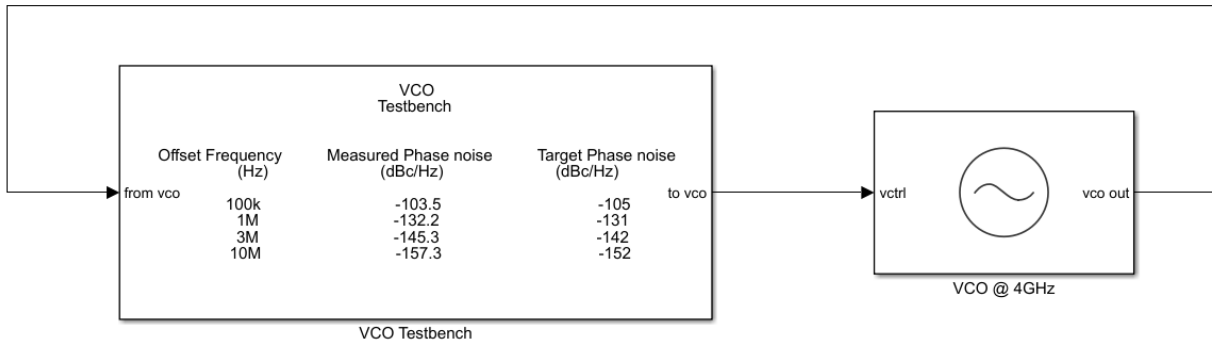 VCO
Testbench
Offset Frequency Measured Phase noise Target Phase noise
(Hz) (dBc/Hz) (dBc/Hz)
from vco to vco vctrl vco out
100k -103.5 -105
1M -132.2 -131
3M -145.3 -142
10M -157.3 -152
VCO @ 4GHz
VCO Testbench